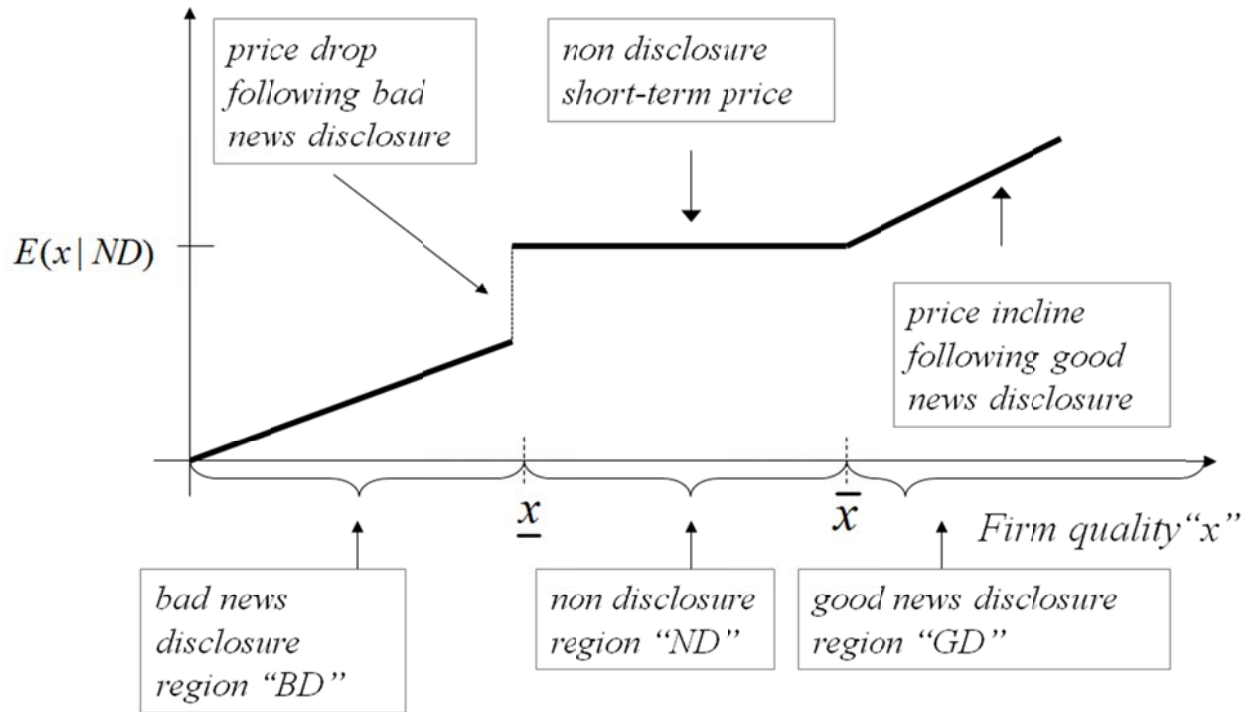 price drop
following bad
news disclosure
non disclosure
short-term price
E(x | ND)
price incline
following good
news disclosure
x
x
Firm quality“x”
bad news
disclosure
region “BD”
non disclosure
region “ND”
good news disclosure
region “GD”